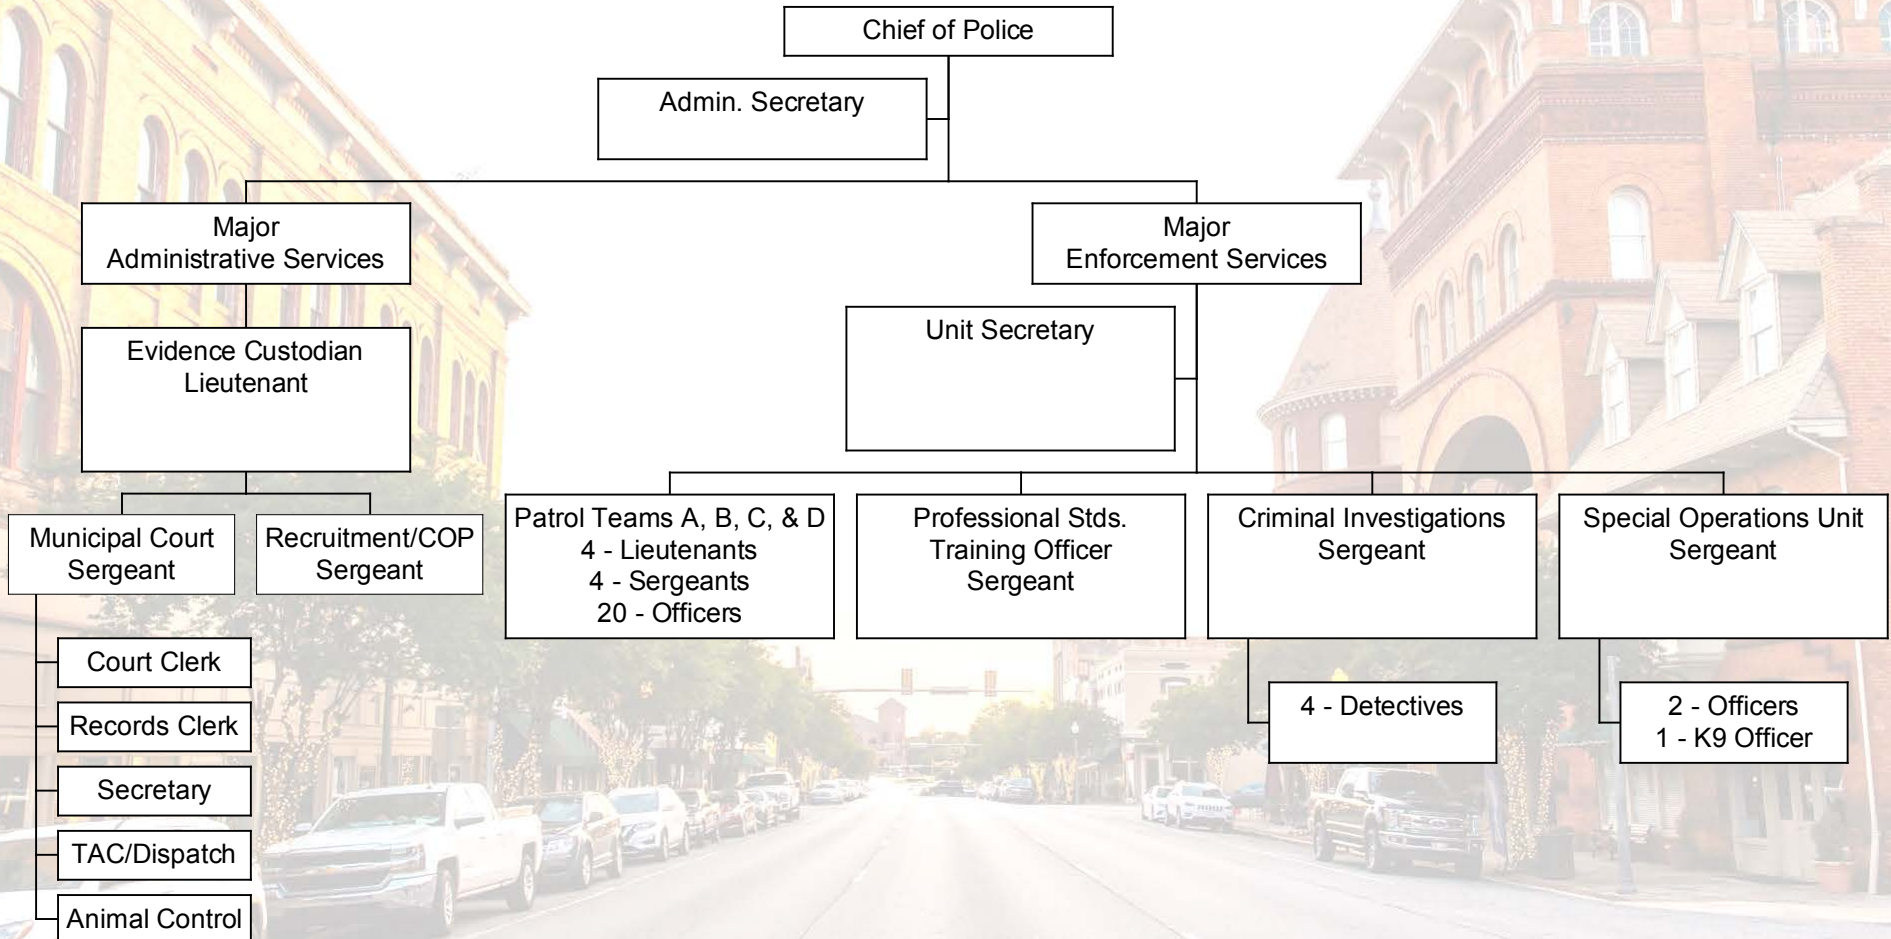 Chief of Police
Admin. Secretary
Major
Administrative Services
Major
Enforcement Services
Evidence Custodian
Lieutenant
Unit Secretary
Municipal Court
Sergeant
Recruitment/COP
Sergeant
Patrol Teams A, B, C, & D
4 - Lieutenants
4 - Sergeants
20 - Officers
Professional Stds.
Training Officer
Sergeant
Criminal Investigations
Sergeant
Special Operations Unit
Sergeant
Court Clerk
Records Clerk
Secretary
TAC/Dispatch
Animal Control
4 - Detectives
2 - Officers
1 - K9 Officer